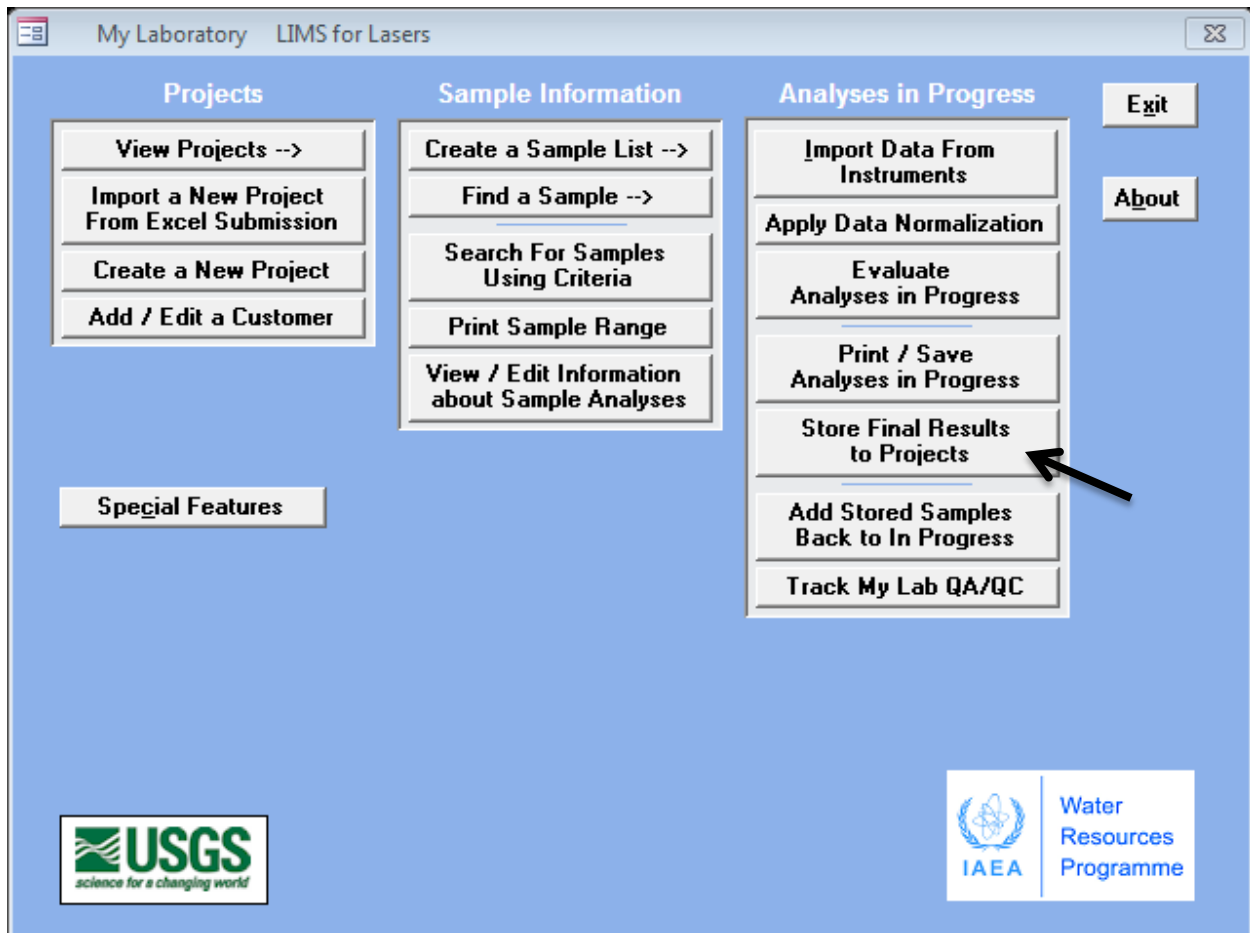 My Laboratory LIMS for Lasers
Projects
View Projects -->
Import a New Project
From Excel Submission
Create a New Project
Add / Edit a Customer
Special Features
Sample Information
Create a Sample List -->
Find a Sample -->
Search For Samples
Using Criteria
Print Sample Range
View / Edit Information
about Sample Analyses
Analyses in Progress
Import Data From
Instruments
Apply Data Normalization
Evaluate
Analyses in Progress
Print / Save
Analyses in Progress
Store Final Results
to Projects
Add Stored Samples
Back to In Progress
Track My Lab QA/QC
Exit
About
USGS
science for a changing world
IAEA
Water
Resources
Programme